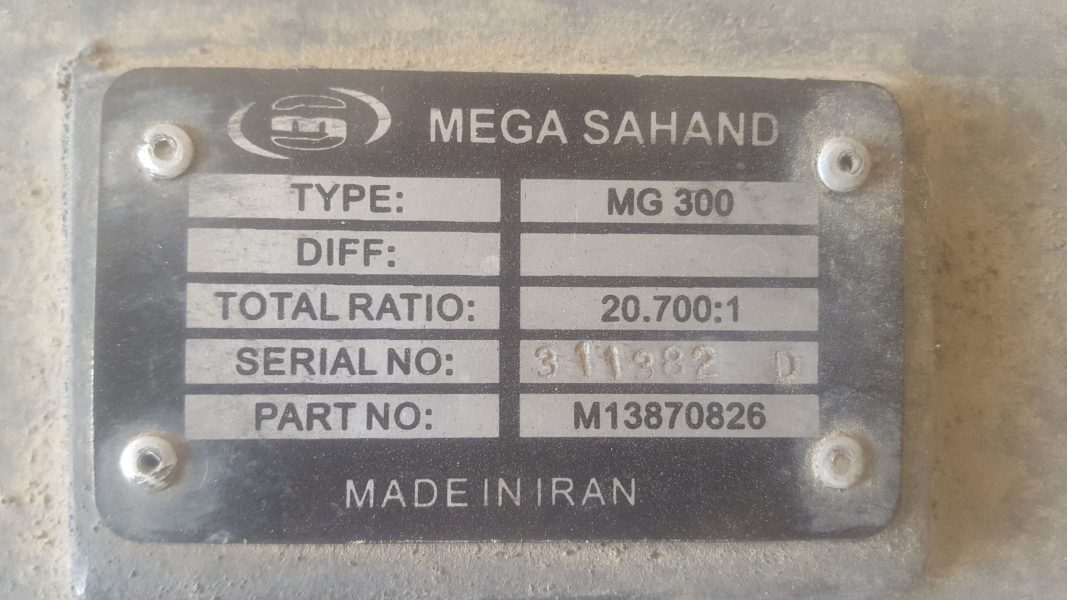 MEGA SAHAND
TYPE: MG 300
DIFF:
TOTAL RATIO: 20.700:1
SERIAL NO: 311382 D
PART NO: M13870826
MADE IN IRAN